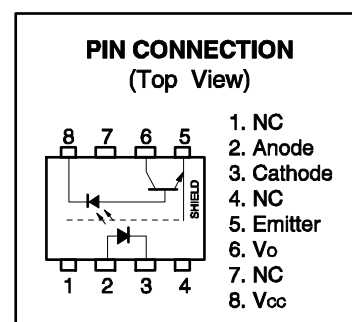 PIN CONNECTION
(Top View)
8 7 6 5
SHIELD
1 2 3 4
1. NC
2. Anode
3. Cathode
4. NC
5. Emitter
6. Vo
7. NC
8. Vcc